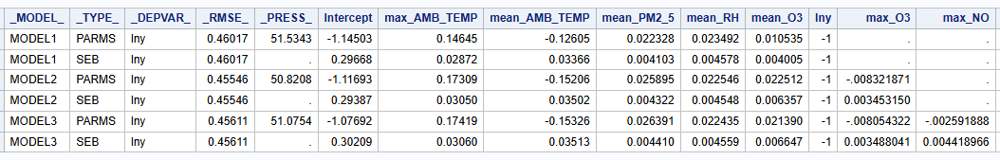 _MODEL_ _TYPE_ _DEPVAR_ _RMSE_ _PRESS_ Intercept max_AMB_TEMP mean_AMB_TEMP mean_PM2_5 mean_RH mean_O3 lny max_O3 max_NO
MODEL1 PARMS lny 0.46017 51.5343 -1.14503 0.14645 -0.12605 0.022328 0.023492 0.010535 -1 . .
MODEL1 SEB lny 0.46017 . 0.29668 0.02872 0.03366 0.004103 0.004578 0.004005 -1 . .
MODEL2 PARMS lny 0.45546 50.8208 -1.11693 0.17309 -0.15206 0.025895 0.022546 0.022512 -1 -.008321871 .
MODEL2 SEB lny 0.45546 . 0.29387 0.03050 0.03502 0.004322 0.004548 0.006357 -1 0.003453150 .
MODEL3 PARMS lny 0.45611 51.0754 -1.07692 0.17419 -0.15326 0.026391 0.022435 0.021390 -1 -.008054322 -.002591888
MODEL3 SEB lny 0.45611 . 0.30209 0.03060 0.03513 0.004410 0.004559 0.006647 -1 0.003488041 0.004418966